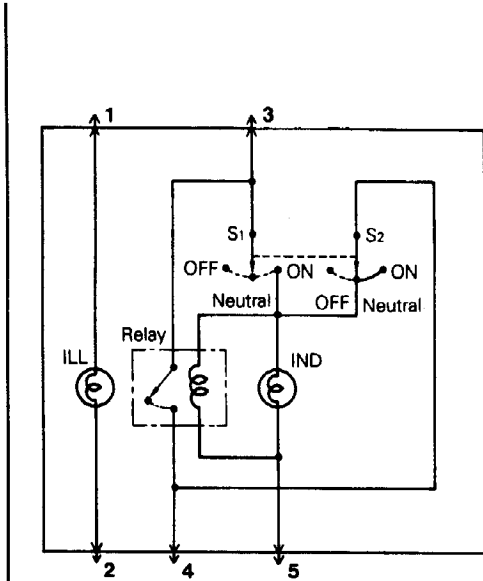 1
3
S1
S2
OFF
ON
ON
Neutral
OFF
Neutral
Relay
ILL
IND
2
4
5